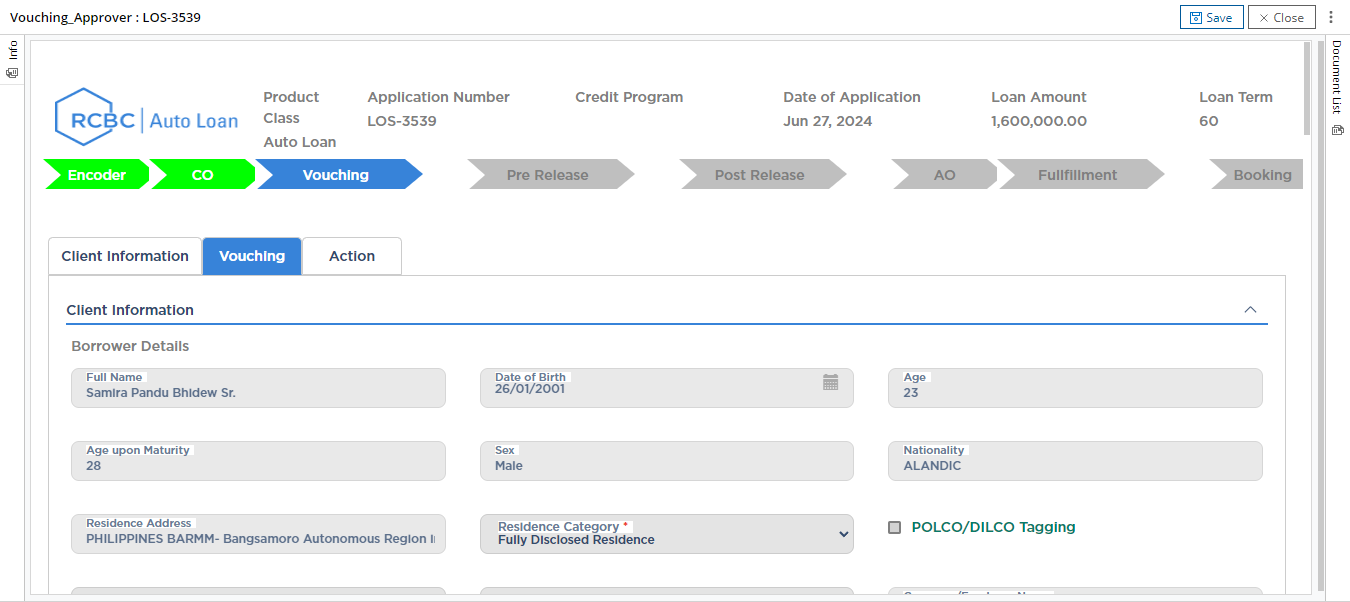 Vouching_Approver : LOS-3539
Save
Close
Info
Document List
RCBC Auto Loan
Product Class
Auto Loan
Application Number
LOS-3539
Credit Program
Date of Application
Jun 27, 2024
Loan Amount
1,600,000.00
Loan Term
60
Encoder
CO
Vouching
Pre Release
Post Release
AO
Fullfillment
Booking
Client Information
Vouching
Action
Client Information
Borrower Details
Full Name
Samira Pandu Bhidew Sr.
Date of Birth
26/01/2001
Age
23
Age upon Maturity
28
Sex
Male
Nationality
ALANDIC
Residence Address
PHILIPPINES BARMM- Bangsamoro Autonomous Region
Residence Category *
Fully Disclosed Residence
POLCO/DILCO Tagging